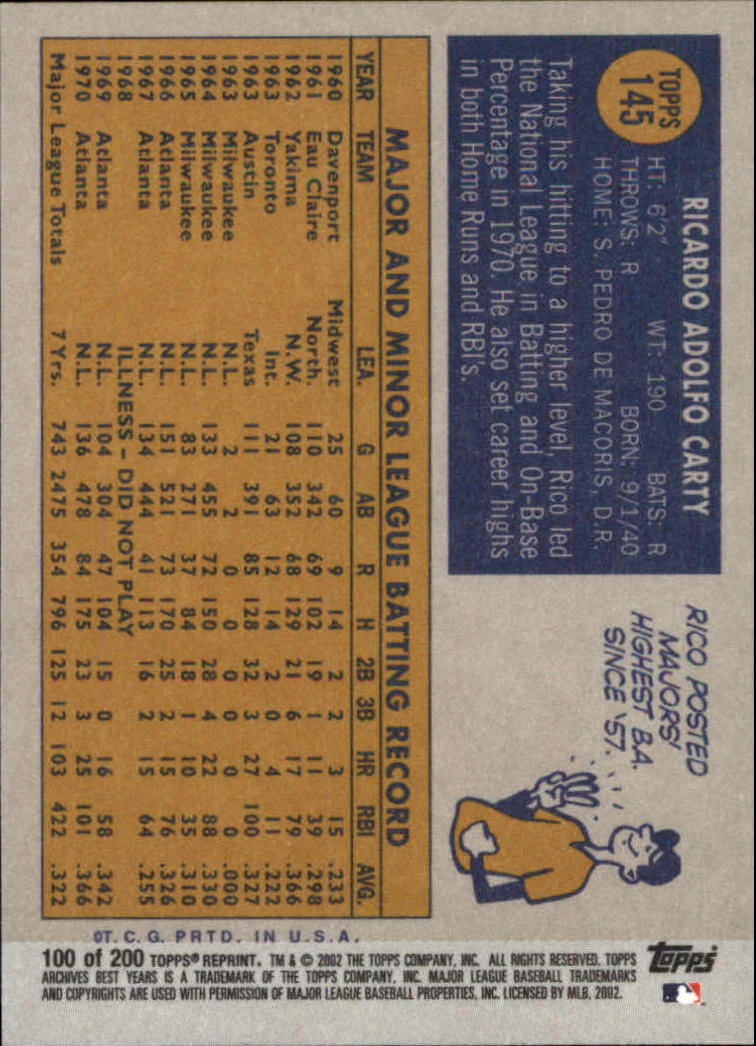 TOPPS
145
RICARDO ADOLFO CARTY
HT: 6'2" WT: 190 BATS: R
THROWS: R BORN: 9/1/40
HOME: S. PEDRO DE MACORIS, D.R.
Taking his hitting to a higher level, Rico led
the National League in Batting and On-Base
Percentage in 1970. He also set career highs
in both Home Runs and RBI's.
RICO POSTED
MAJORS'
HIGHEST B.A.
SINCE '57.
MAJOR AND MINOR LEAGUE BATTING RECORD
YEAR TEAM LEA. G AB R H 2B 3B HR RBI AVG.
1960 Davenport Midwest 25 60 9 14 2 2 3 15 .233
1961 Eau Claire North. 110 342 69 102 19 1 11 39 .298
1962 Yakima N.W. 108 352 68 129 21 6 17 79 .366
1963 Toronto Int. 21 63 12 14 2 0 4 11 .222
1963 Austin Texas 111 391 85 128 32 3 27 100 .327
1963 Milwaukee N.L. 2 2 0 0 0 0 0 0 .000
1964 Milwaukee N.L. 133 455 72 150 28 4 22 88 .330
1965 Milwaukee N.L. 83 271 37 84 18 1 10 35 .310
1966 Atlanta N.L. 151 521 73 170 25 2 15 76 .326
1967 Atlanta N.L. 134 444 41 113 16 2 15 64 .255
1968 ILLNESS – DID NOT PLAY
1969 Atlanta N.L. 104 304 47 104 15 0 16 58 .342
1970 Atlanta N.L. 136 478 84 175 23 3 25 101 .366
Major League Totals 7 Yrs. 743 2475 354 796 125 12 103 422 .322
©T.C.G. PRTD. IN U.S.A.
100 of 200 TOPPS® REPRINT. TM & © 2002 THE TOPPS COMPANY, INC. ALL RIGHTS RESERVED. TOPPS
ARCHIVES BEST YEARS IS A TRADEMARK OF THE TOPPS COMPANY, INC. MAJOR LEAGUE BASEBALL TRADEMARKS
AND COPYRIGHTS ARE USED WITH PERMISSION OF MAJOR LEAGUE BASEBALL PROPERTIES, INC. LICENSED BY MLB, 2002.
Topps